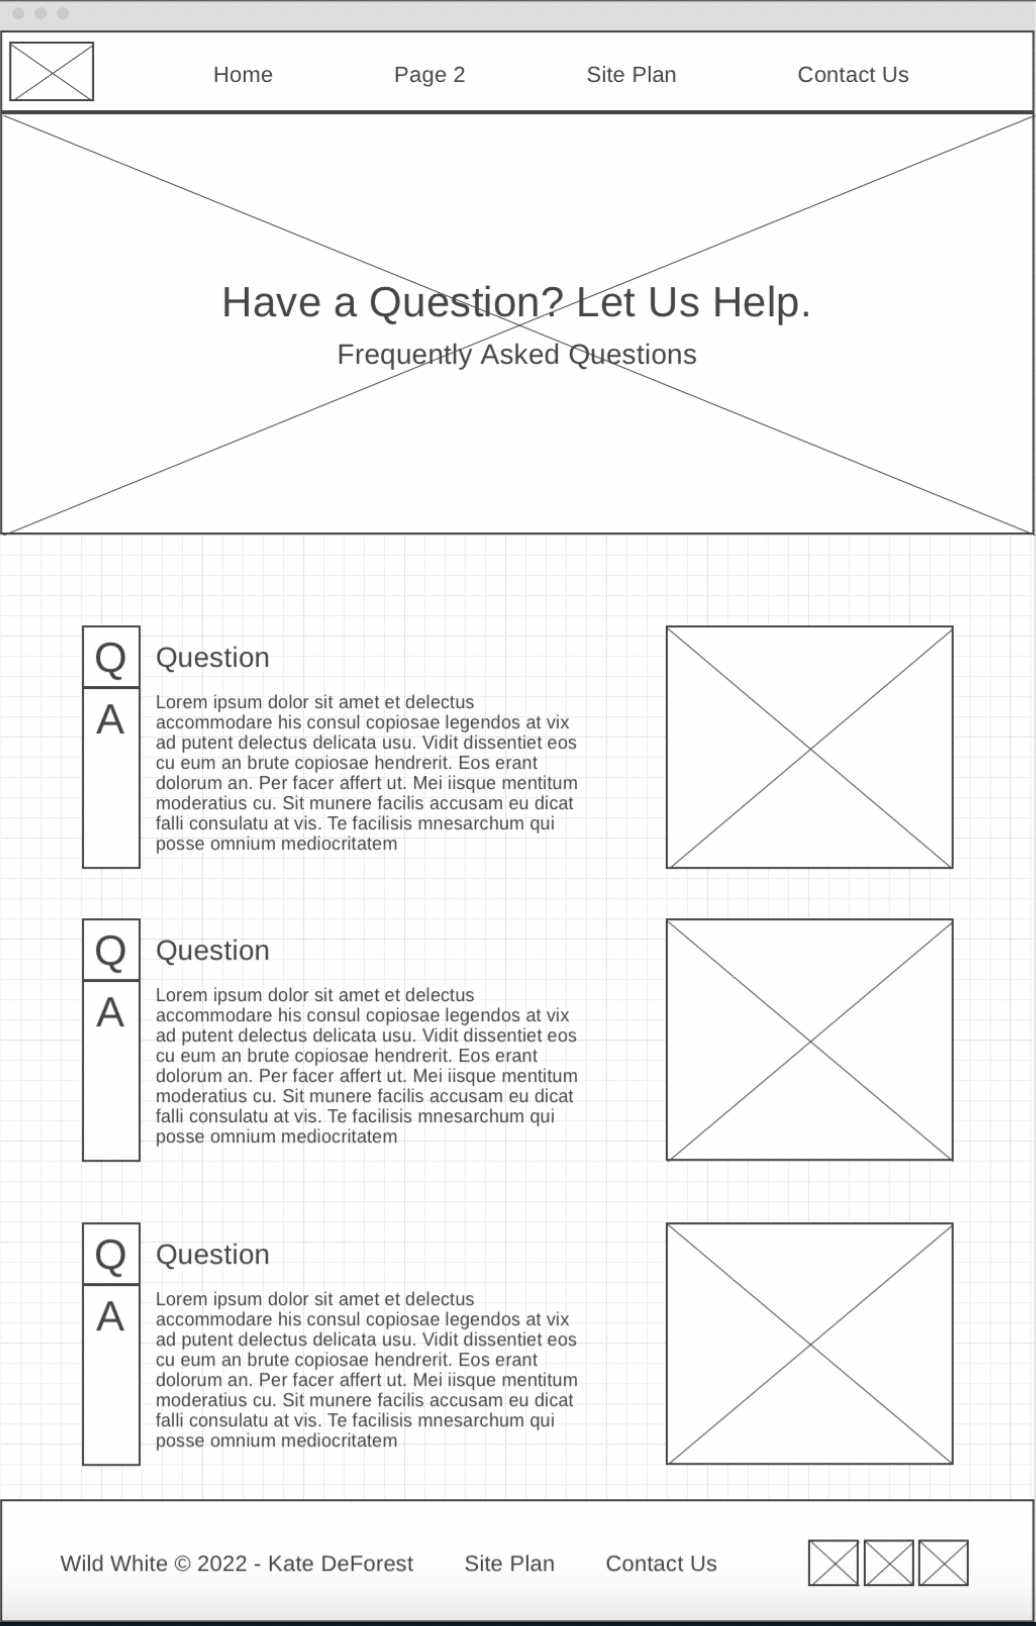 Home Page 2 Site Plan Contact Us
Have a Question? Let Us Help.
Frequently Asked Questions
Q Question
A
Lorem ipsum dolor sit amet et delectus
accommodare his consul copiosae legendos at vix
ad putent delectus delicata usu. Vidit dissentiet eos
cu eum an brute copiosae hendrerit. Eos erant
dolorum an. Per facer affert ut. Mei iisque mentitum
moderatius cu. Sit munere facilis accusam eu dicat
falli consulatu at vis. Te facilisis mnesarchum qui
posse omnium mediocritatem
Q Question
A
Lorem ipsum dolor sit amet et delectus
accommodare his consul copiosae legendos at vix
ad putent delectus delicata usu. Vidit dissentiet eos
cu eum an brute copiosae hendrerit. Eos erant
dolorum an. Per facer affert ut. Mei iisque mentitum
moderatius cu. Sit munere facilis accusam eu dicat
falli consulatu at vis. Te facilisis mnesarchum qui
posse omnium mediocritatem
Q Question
A
Lorem ipsum dolor sit amet et delectus
accommodare his consul copiosae legendos at vix
ad putent delectus delicata usu. Vidit dissentiet eos
cu eum an brute copiosae hendrerit. Eos erant
dolorum an. Per facer affert ut. Mei iisque mentitum
moderatius cu. Sit munere facilis accusam eu dicat
falli consulatu at vis. Te facilisis mnesarchum qui
posse omnium mediocritatem
Wild White © 2022 - Kate DeForest Site Plan Contact Us